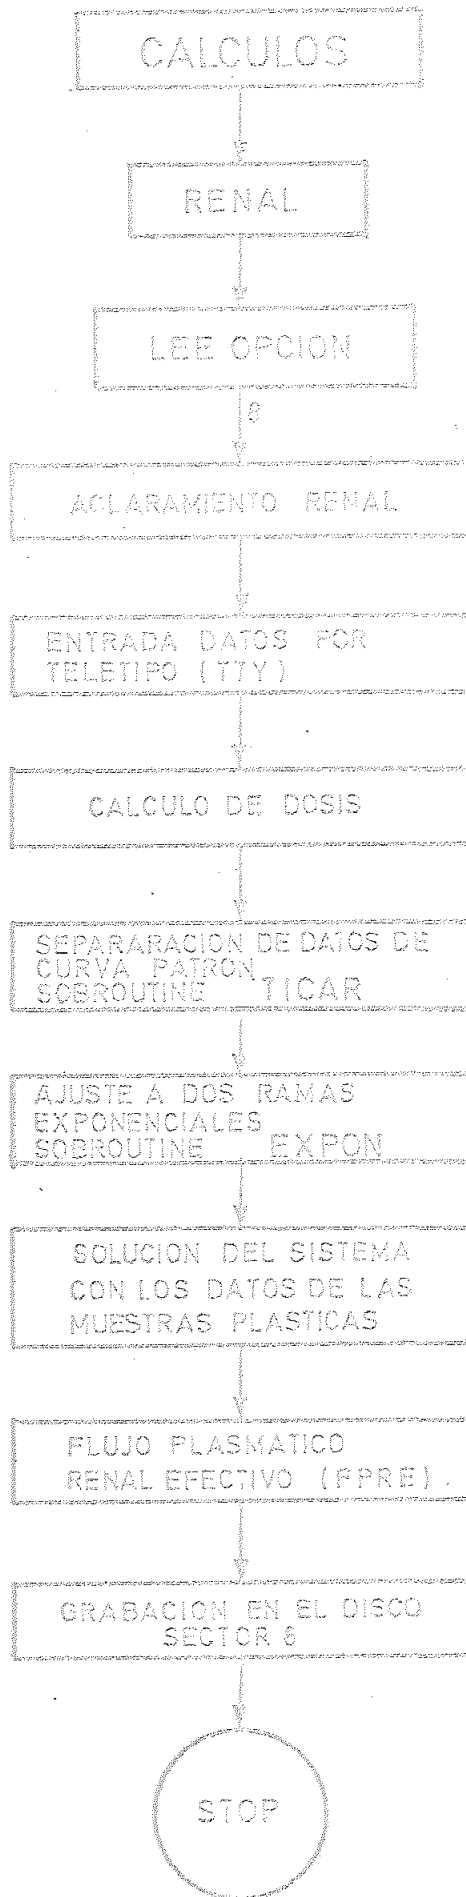 CALCULOS
RENAL
LEE OPCION
8
ACLARAMIENTO RENAL
ENTRADA DATOS POR
TELETIPO (TTY)
CALCULO DE DOSIS
SEPARARACION DE DATOS DE
CURVA PATRON
SOBROUTINE TICAR
AJUSTE A DOS RAMAS
EXPONENCIALES
SOBROUTINE EXPON
SOLUCION DEL SISTEMA
CON LOS DATOS DE LAS
MUESTRAS PLASTICAS
FLUJO PLASMATICO
RENAL EFECTIVO (FPRE).
GRABACION EN EL DISCO
SECTOR 8
STOP